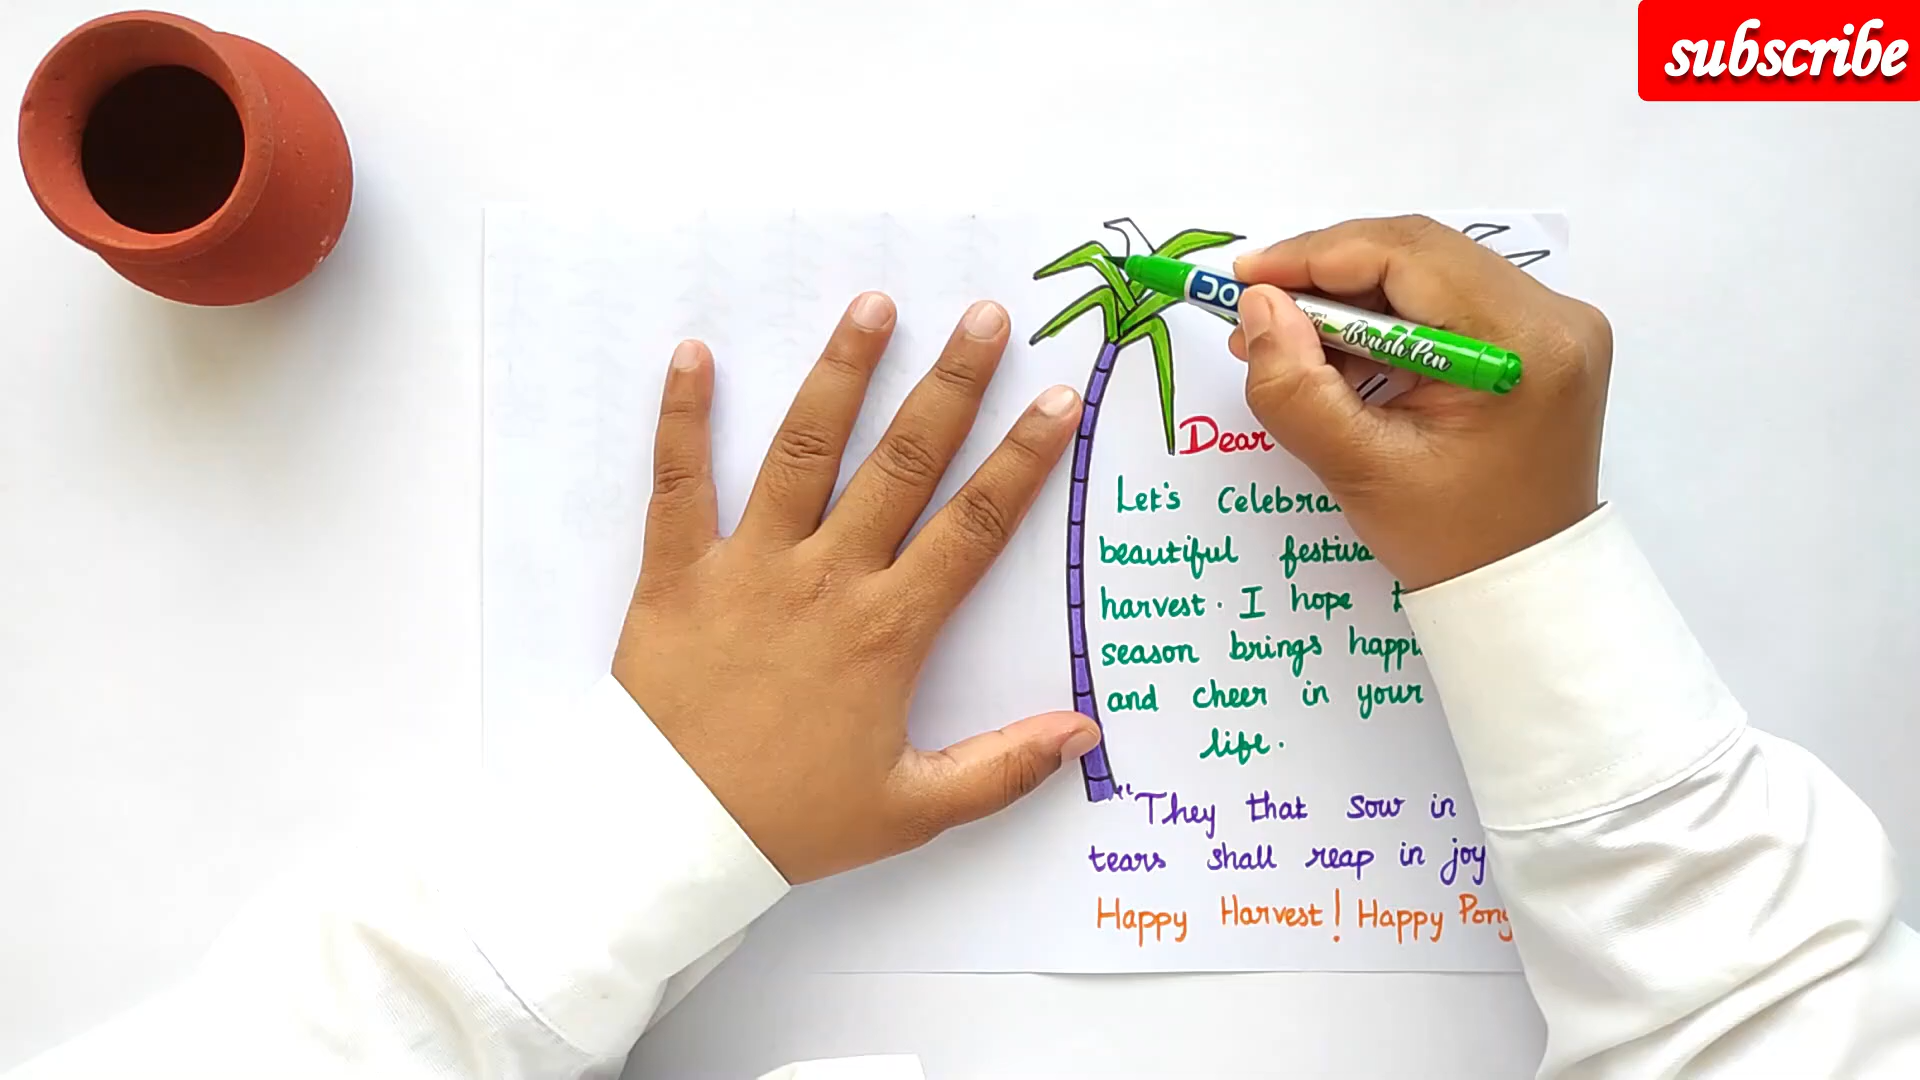 subscribe
Brush Pen
Dear
Let's Celebra
beautiful festiva
harvest. I hope t
season brings happi
and cheer in your
life.
"They that sow in
tears shall reap in joy
Happy Harvest! Happy Pong